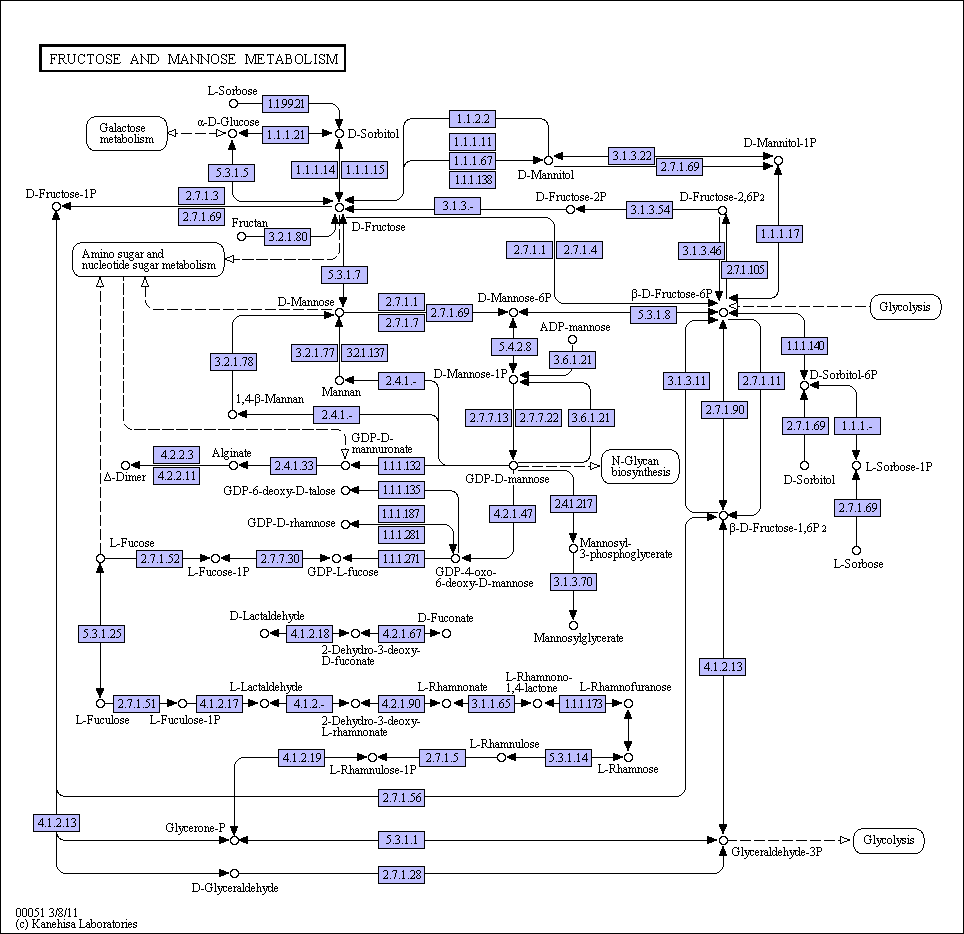 FRUCTOSE AND MANNOSE METABOLISM
L-Sorbose
1.1.99.21
Galactose
metabolism
α-D-Glucose
1.1.1.21
D-Sorbitol
1.1.2.2
1.1.1.11
1.1.1.67
1.1.1.138
D-Mannitol
3.1.3.22
2.7.1.69
D-Mannitol-1P
5.3.1.5
1.1.1.14
1.1.1.15
D-Fructose-1P
2.7.1.3
2.7.1.69
3.1.3.-
D-Fructose-2P
3.1.3.54
D-Fructose-2,6P2
D-Fructose
Fructan
3.2.1.80
1.1.1.17
2.7.1.1
2.7.1.4
3.1.3.46
2.7.1.105
Amino sugar and
nucleotide sugar metabolism
5.3.1.7
D-Mannose
2.7.1.1
2.7.1.7
2.7.1.69
D-Mannose-6P
5.3.1.8
β-D-Fructose-6P
Glycolysis
ADP-mannose
5.4.2.8
3.6.1.21
1.1.1.140
3.2.1.78
3.2.1.77
3.2.1.137
D-Mannose-1P
D-Sorbitol-6P
Mannan
2.4.1.-
3.1.3.11
2.7.1.11
1,4-β-Mannan
2.4.1.-
2.7.7.13
2.7.7.22
3.6.1.21
2.7.1.90
2.7.1.69
1.1.1.-
GDP-D-
mannuronate
4.2.2.3
4.2.2.11
Δ-Dimer
Alginate
2.4.1.33
1.1.1.132
GDP-D-mannose
N-Glycan
biosynthesis
D-Sorbitol
L-Sorbose-1P
GDP-6-deoxy-D-talose
1.1.1.135
4.2.1.47
2.4.1.217
2.7.1.69
GDP-D-rhamnose
1.1.1.187
1.1.1.281
β-D-Fructose-1,6P2
L-Fucose
2.7.1.52
L-Fucose-1P
2.7.7.30
GDP-L-fucose
1.1.1.271
GDP-4-oxo-
6-deoxy-D-mannose
Mannosyl-
3-phosphoglycerate
L-Sorbose
3.1.3.70
Mannosylglycerate
5.3.1.25
D-Lactaldehyde
4.1.2.18
2-Dehydro-3-deoxy-
D-fuconate
4.2.1.67
D-Fuconate
4.1.2.13
L-Fuculose
2.7.1.51
L-Fuculose-1P
4.1.2.17
L-Lactaldehyde
4.1.2.-
2-Dehydro-3-deoxy-
L-rhamnonate
4.2.1.90
L-Rhamnonate
3.1.1.65
L-Rhamnono-
1,4-lactone
1.1.1.173
L-Rhamnofuranose
4.1.2.19
L-Rhamnulose-1P
2.7.1.5
L-Rhamnulose
5.3.1.14
L-Rhamnose
2.7.1.56
4.1.2.13
Glycerone-P
5.3.1.1
Glyceraldehyde-3P
Glycolysis
D-Glyceraldehyde
2.7.1.28
00051 3/8/11
(c) Kanehisa Laboratories